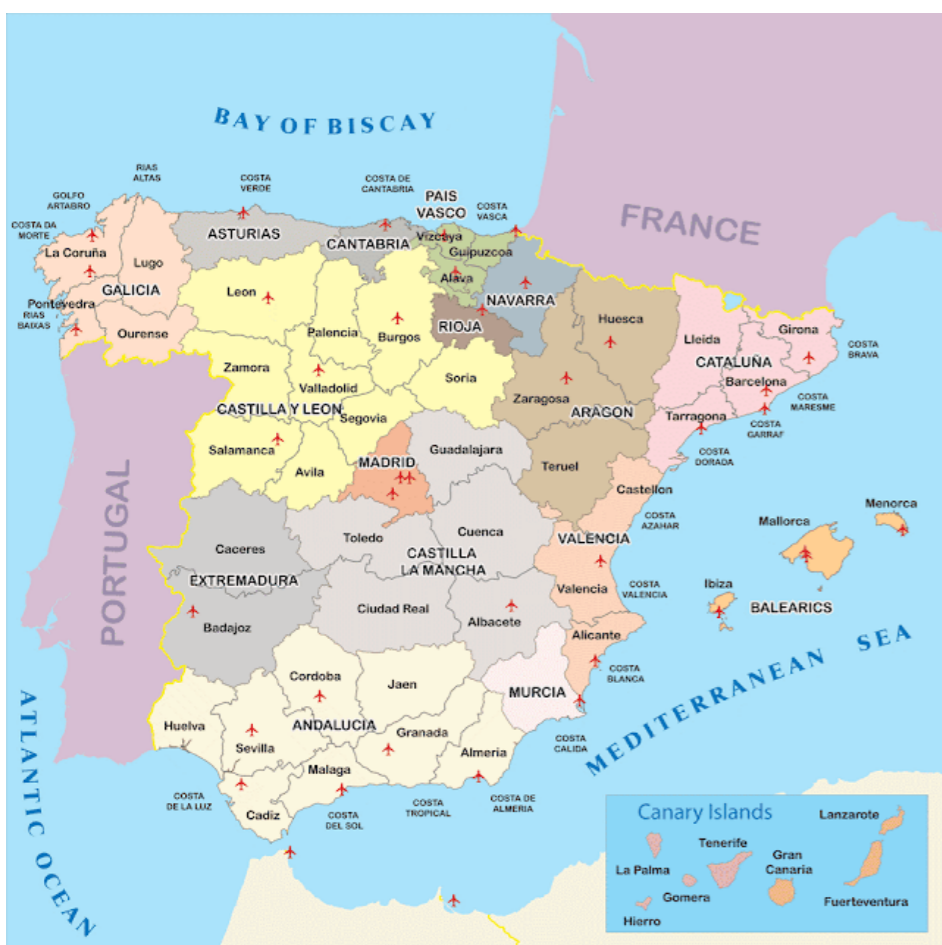 BAY OF BISCAY
RIAS
ALTAS
GOLFO
ARTABRO
COSTA
VERDE
COSTA DE
CANTABRIA
PAIS
VASCO
COSTA
VASCA
COSTA DA
MORTE
FRANCE
ASTURIAS
CANTABRIA
Vizcaya
Guipuzcoa
La Coruña
Lugo
Alava
GALICIA
Leon
NAVARRA
Pontevedra
RIAS
BAIXAS
Ourense
Palencia
Burgos
RIOJA
Huesca
Lleida
Girona
CATALUÑA
COSTA
BRAVA
Zamora
Valladolid
Soria
Zaragosa
Barcelona
COSTA
MARESME
CASTILLA Y LEON
Segovia
ARAGON
Tarragona
COSTA
GARRAF
Salamanca
Avila
MADRID
Guadalajara
COSTA
DORADA
Teruel
Castellon
PORTUGAL
COSTA
AZAHAR
Menorca
Mallorca
Caceres
Toledo
Cuenca
VALENCIA
CASTILLA
LA MANCHA
EXTREMADURA
Valencia
COSTA
VALENCIA
Ibiza
BALEARICS
Badajoz
Ciudad Real
Albacete
Alicante
COSTA
BLANCA
MEDITERRANEAN SEA
Cordoba
Jaen
MURCIA
Huelva
ANDALUCIA
Sevilla
Granada
Almeria
COSTA
CALIDA
ATLANTIC OCEAN
Malaga
COSTA
DE LA LUZ
Cadiz
COSTA
DEL SOL
COSTA
TROPICAL
COSTA DE
ALMERIA
Canary Islands
Lanzarote
Tenerife
La Palma
Gran
Canaria
Gomera
Fuerteventura
Hierro